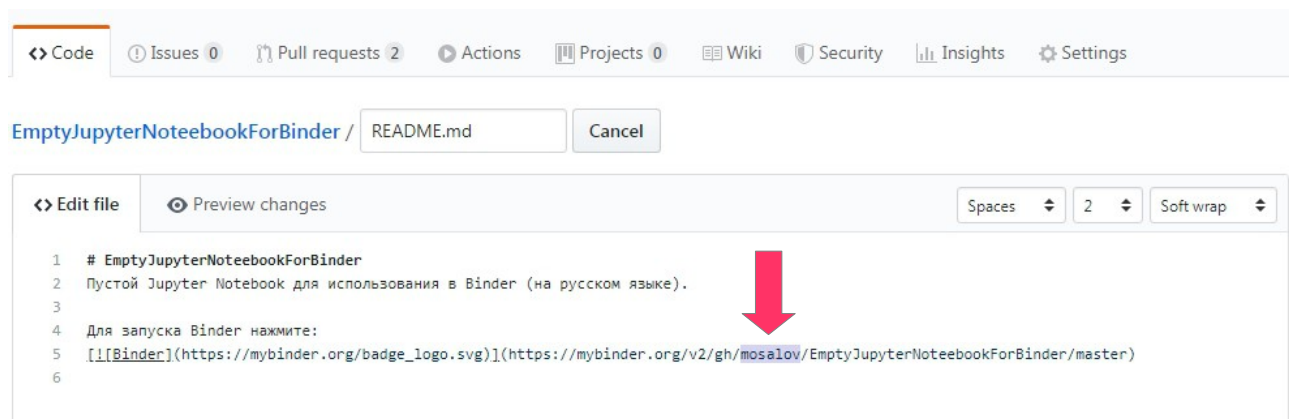 Code Issues 0 Pull requests 2 Actions Projects 0 Wiki Security Insights Settings
EmptyJupyterNoteebookForBinder / README.md Cancel
Edit file Preview changes Spaces 2 Soft wrap
1 # EmptyJupyterNoteebookForBinder
2 Пустой Jupyter Notebook для использования в Binder (на русском языке).
3
4 Для запуска Binder нажмите:
5 [![Binder](https://mybinder.org/badge_logo.svg)](https://mybinder.org/v2/gh/mosalov/EmptyJupyterNoteebookForBinder/master)
6